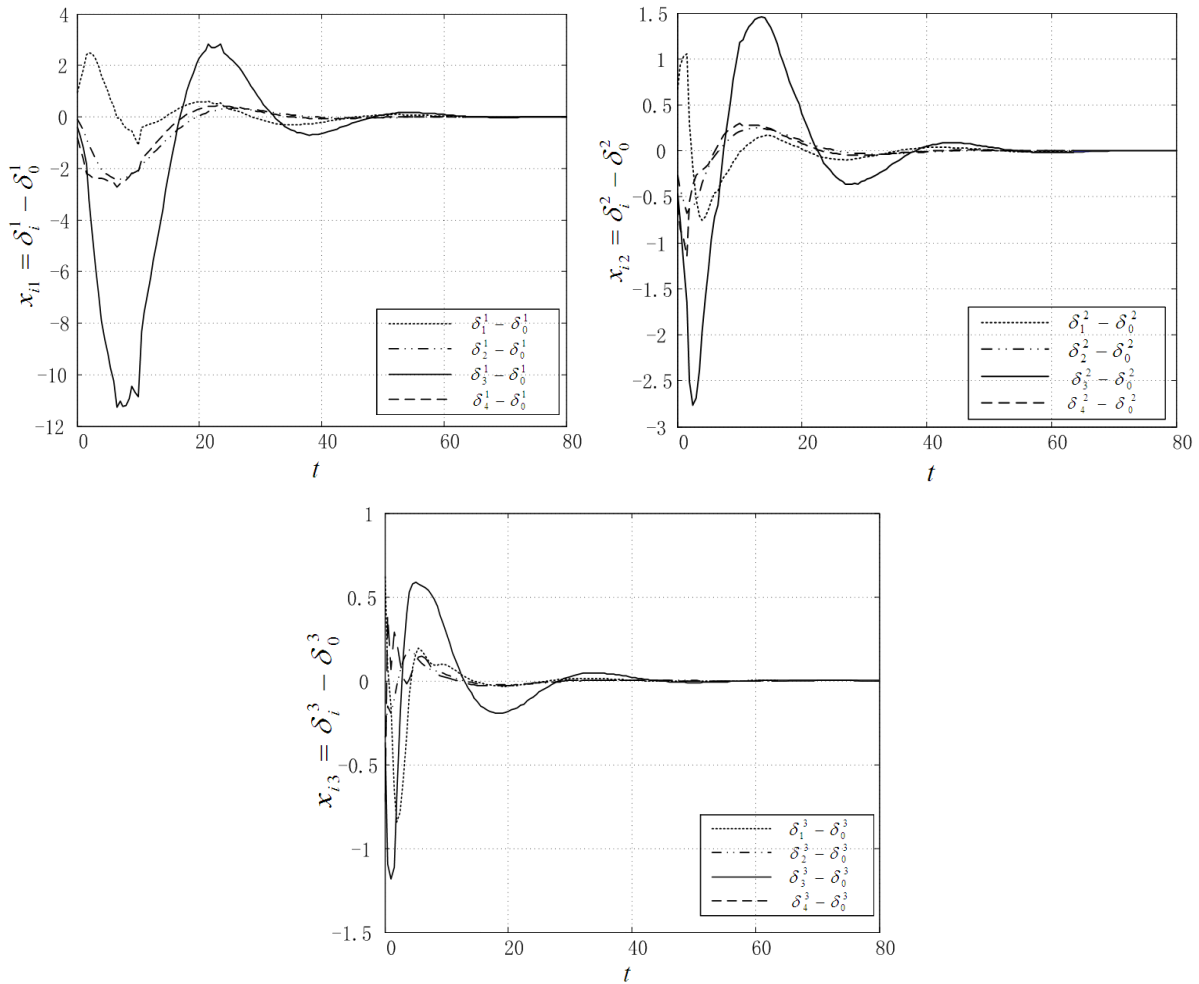 4
2
0
-2
-4
-6
-8
-10
-12
0 20 40 60 80
t
x_{i1} = δ_i^1 − δ_0^1
δ_1^1 − δ_0^1
δ_2^1 − δ_0^1
δ_3^1 − δ_0^1
δ_4^1 − δ_0^1
1.5
1
0.5
0
-0.5
-1
-1.5
-2
-2.5
-3
0 20 40 60 80
t
x_{i2} = δ_i^2 − δ_0^2
δ_1^2 − δ_0^2
δ_2^2 − δ_0^2
δ_3^2 − δ_0^2
δ_4^2 − δ_0^2
1
0.5
0
-0.5
-1
-1.5
0 20 40 60 80
t
x_{i3} = δ_i^3 − δ_0^3
δ_1^3 − δ_0^3
δ_2^3 − δ_0^3
δ_3^3 − δ_0^3
δ_4^3 − δ_0^3